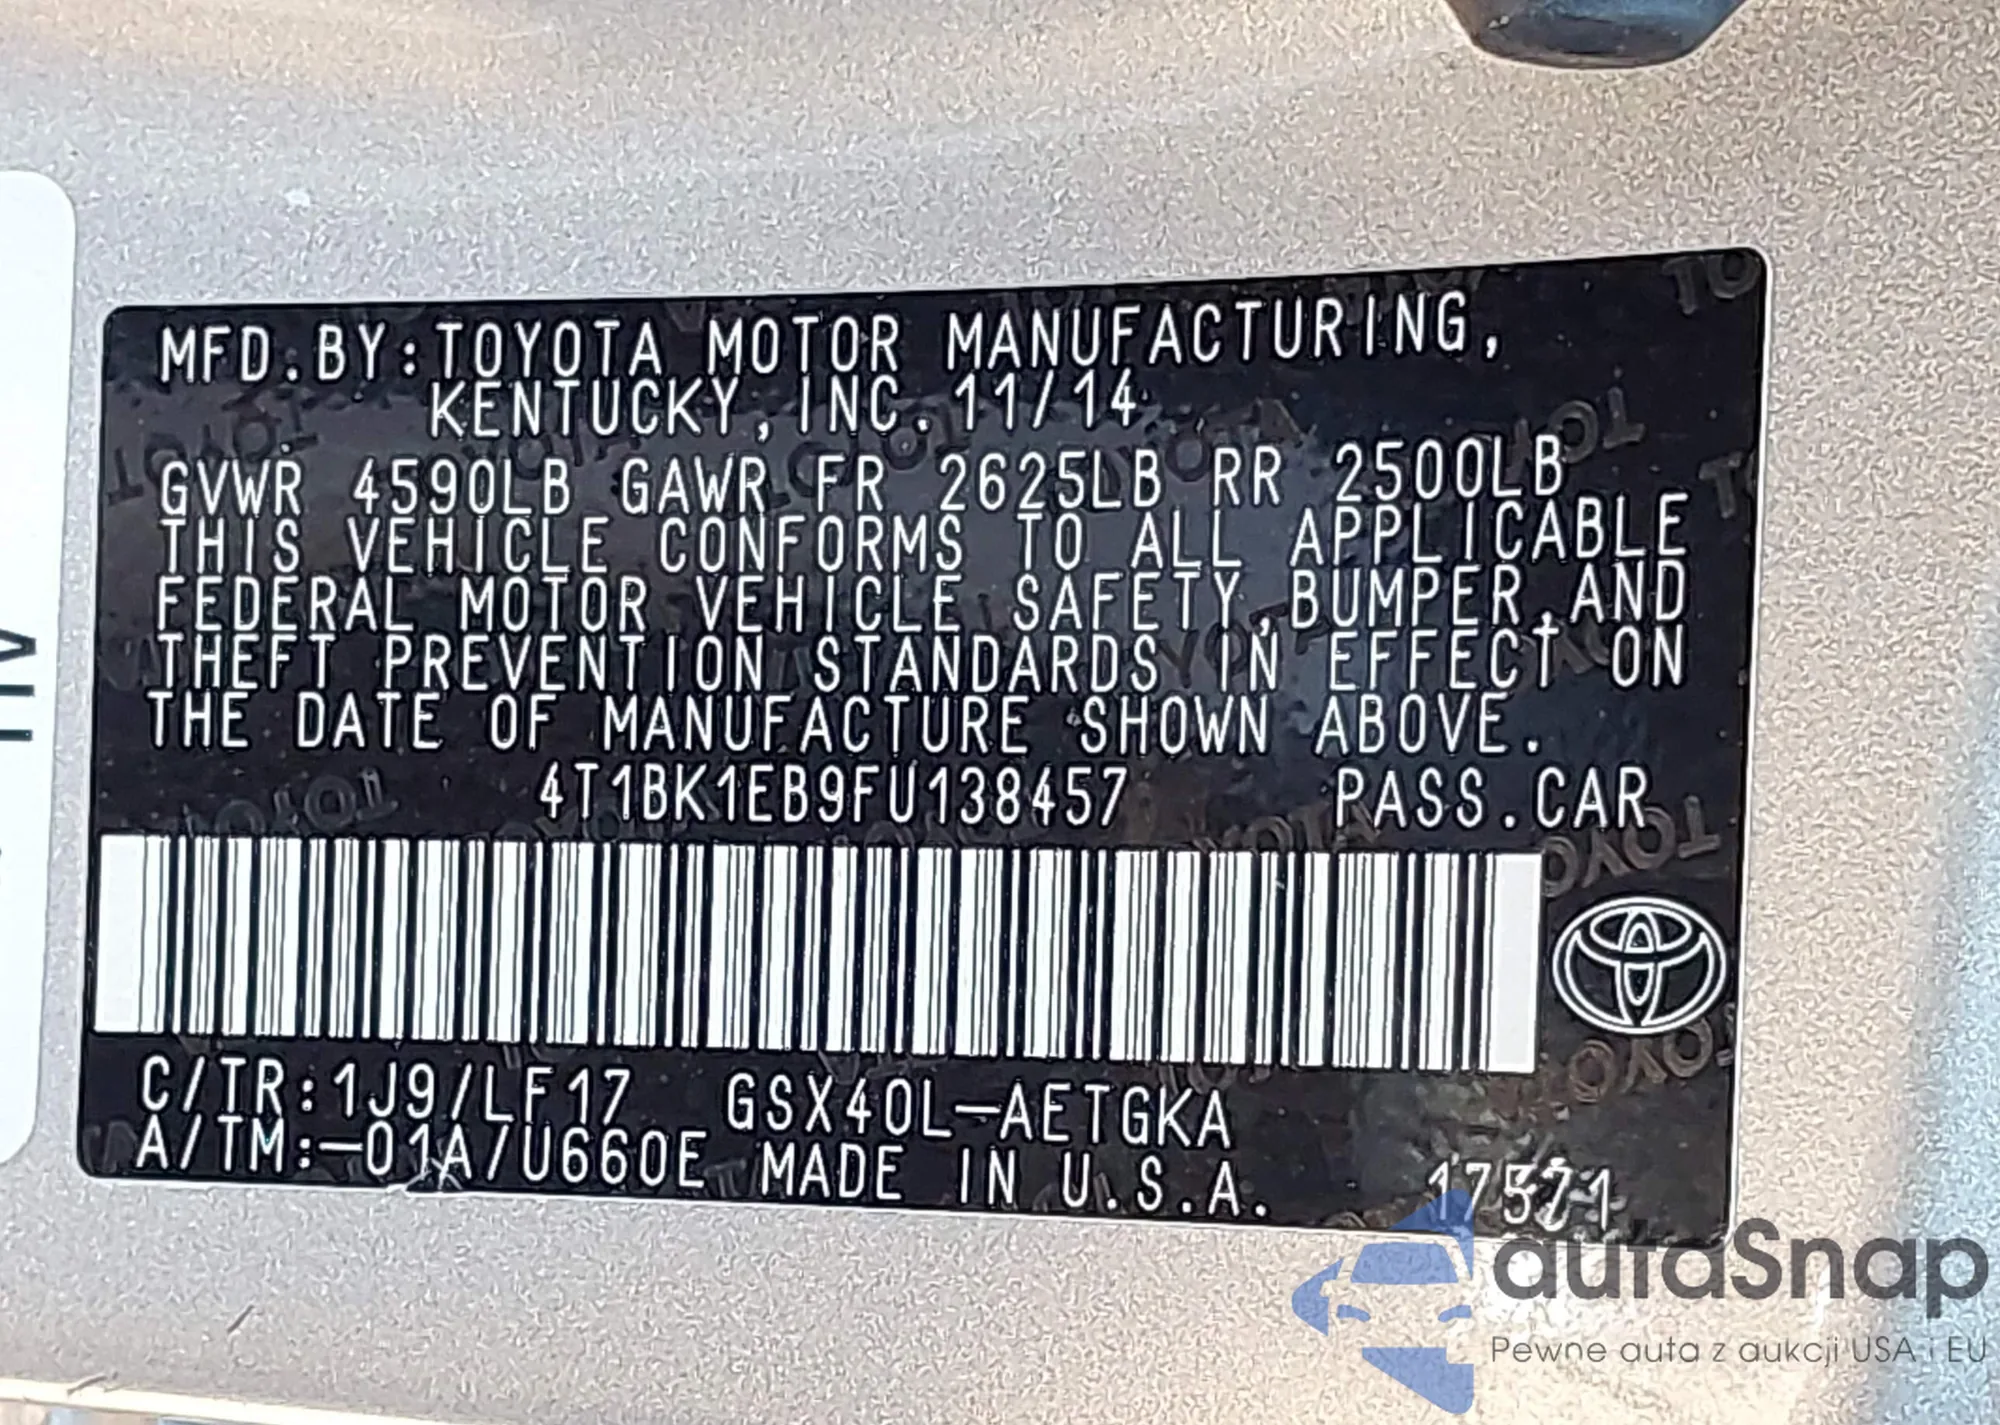 MFD.BY:TOYOTA MOTOR MANUFACTURING,
KENTUCKY, INC. 11/14
GVWR 4590LB GAWR FR 2625LB RR 2500LB
THIS VEHICLE CONFORMS TO ALL APPLICABLE
FEDERAL MOTOR VEHICLE SAFETY,BUMPER,AND
THEFT PREVENTION STANDARDS IN EFFECT ON
THE DATE OF MANUFACTURE SHOWN ABOVE.
4T1BK1EB9FU138457 PASS.CAR
C/TR:1J9/LF17 GSX40L-AETGKA
A/TM:-01A/U660E MADE IN U.S.A. 17571
autaSnap
Pewne auta z aukcji USA i EU